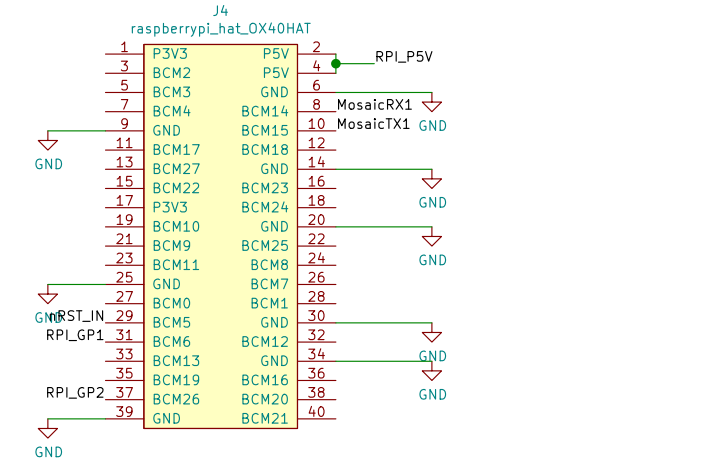 J4
raspberrypi_hat_OX40HAT
1 P3V3 P5V 2 RPI_P5V
3 BCM2 P5V 4
5 BCM3 GND 6
7 BCM4 BCM14 8 MosaicRX1
9 GND BCM15 10 MosaicTX1 GND
11 BCM17 BCM18 12
GND 13 BCM27 GND 14
15 BCM22 BCM23 16
17 P3V3 BCM24 18 GND
19 BCM10 GND 20
21 BCM9 BCM25 22
23 BCM11 BCM8 24 GND
25 GND BCM7 26
27 BCM0 BCM1 28
GND nRST_IN 29 BCM5 GND 30
RPI_GP1 31 BCM6 BCM12 32
33 BCM13 GND 34 GND
35 BCM19 BCM16 36
RPI_GP2 37 BCM26 BCM20 38 GND
39 GND BCM21 40
GND